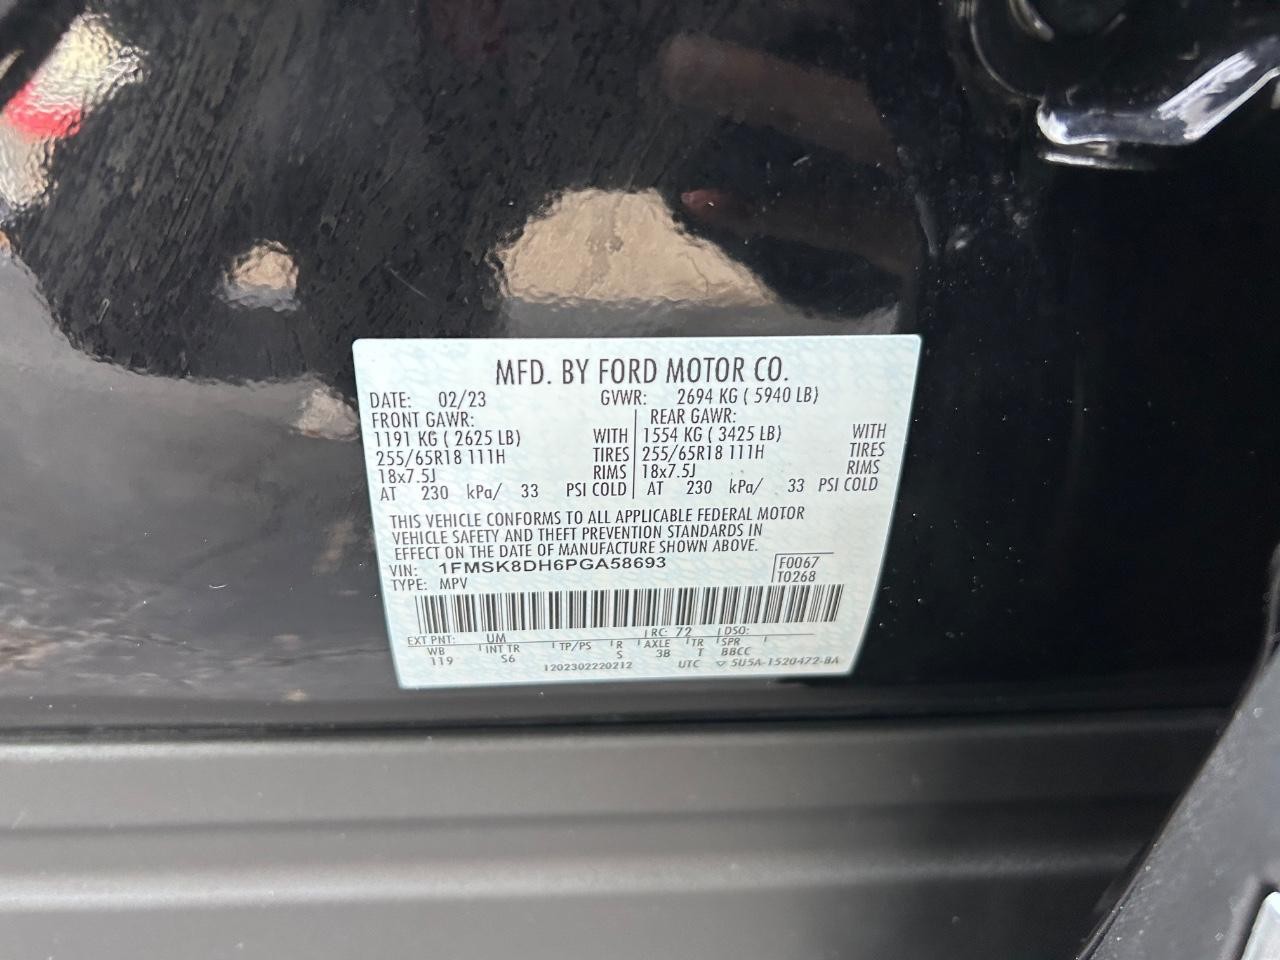 MFD. BY FORD MOTOR CO.
DATE: 02/23 GVWR: 2694 KG ( 5940 LB)
FRONT GAWR: REAR GAWR:
1191 KG ( 2625 LB) WITH 1554 KG ( 3425 LB) WITH
255/65R18 111H TIRES 255/65R18 111H TIRES
18x7.5J RIMS 18x7.5J RIMS
AT 230 kPa/ 33 PSI COLD AT 230 kPa/ 33 PSI COLD
THIS VEHICLE CONFORMS TO ALL APPLICABLE FEDERAL MOTOR
VEHICLE SAFETY AND THEFT PREVENTION STANDARDS IN
EFFECT ON THE DATE OF MANUFACTURE SHOWN ABOVE.
VIN: 1FMSK8DH6PGA58693 F0067
TYPE: MPV T0268
EXT PNT: UM RC: 72 DSO:
WB INT TR TP/PS R AXLE TR SPR
119 S6 S 3B T BBCC
1202302220212 UTC ▽ 5U5A-1520472-BA